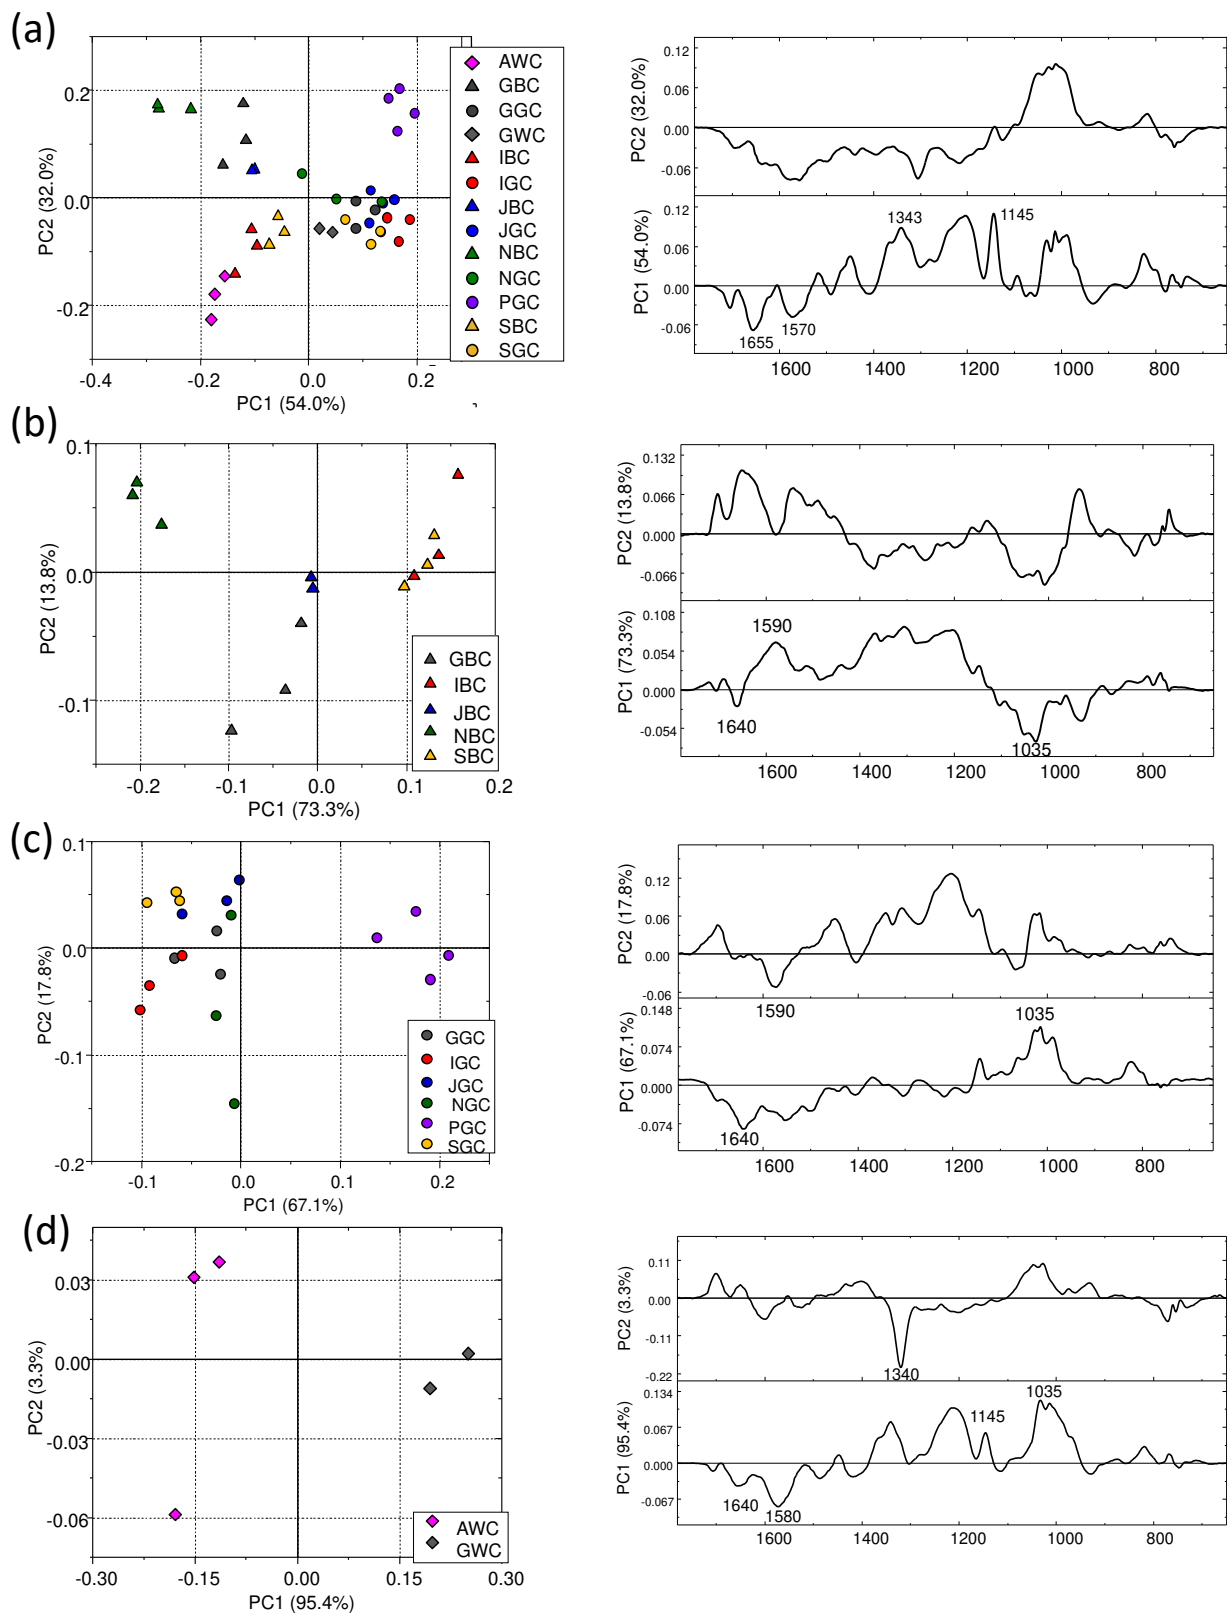 (a)
PC2 (32.0%)
0.2
0.0
-0.2
-0.4
-0.2
0.0
0.2
PC1 (54.0%)
AWC
GBC
GGC
GWC
IBC
IGC
JBC
JGC
NBC
NGC
PGC
SBC
SGC
PC2 (32.0%)
0.12
0.06
0.00
-0.06
PC1 (54.0%)
0.12
0.06
0.00
-0.06
1343
1145
1655
1570
1600
1400
1200
1000
800
(b)
PC2 (13.8%)
0.1
0.0
-0.1
-0.2
-0.1
0.0
0.1
0.2
PC1 (73.3%)
GBC
IBC
JBC
NBC
SBC
PC2 (13.8%)
0.132
0.066
0.000
-0.066
PC1 (73.3%)
0.108
0.054
0.000
-0.054
1590
1640
1035
1600
1400
1200
1000
800
(c)
PC2 (17.8%)
0.1
0.0
-0.1
-0.2
-0.1
0.0
0.1
0.2
PC1 (67.1%)
GGC
IGC
JGC
NGC
PGC
SGC
PC2 (17.8%)
0.12
0.06
0.00
-0.06
1590
PC1 (67.1%)
0.148
0.074
0.000
-0.074
1035
1640
1600
1400
1200
1000
800
(d)
PC2 (3.3%)
0.03
0.00
-0.03
-0.06
-0.30
-0.15
0.00
0.15
0.30
PC1 (95.4%)
AWC
GWC
PC2 (3.3%)
0.11
0.00
-0.11
-0.22
1340
PC1 (95.4%)
0.134
0.067
0.000
-0.067
1035
1145
1640
1580
1600
1400
1200
1000
800